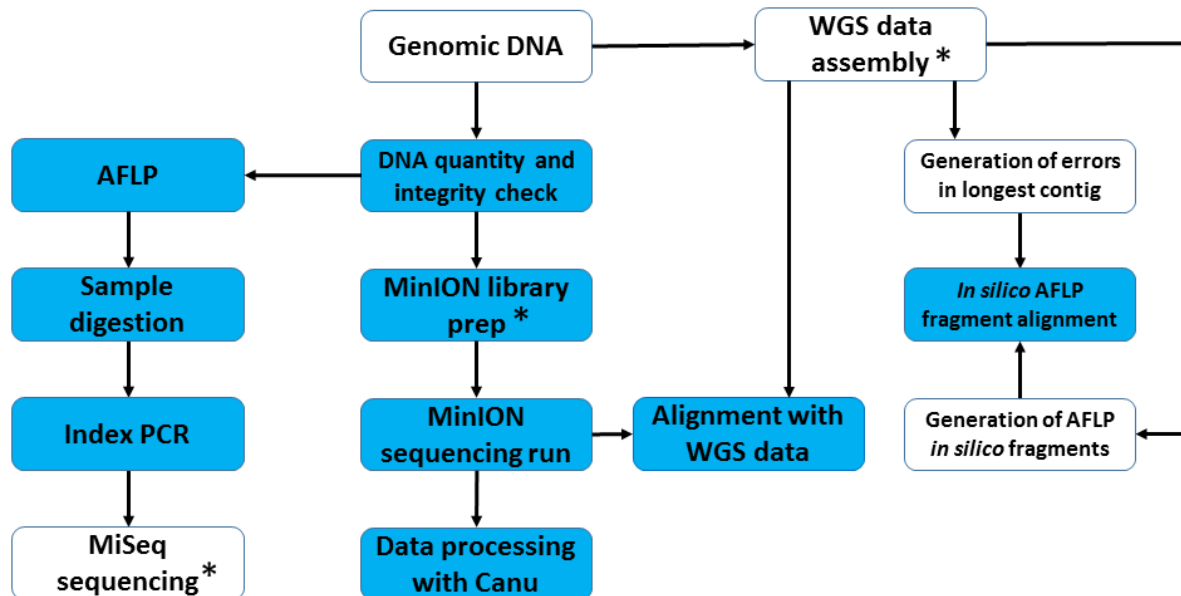 Genomic DNA
WGS data
assembly *
AFLP
DNA quantity and
integrity check
Generation of errors
in longest contig
Sample
digestion
MinION library
prep *
In silico AFLP
fragment alignment
Index PCR
MinION
sequencing run
Alignment with
WGS data
Generation of AFLP
in silico fragments
MiSeq
sequencing *
Data processing
with Canu